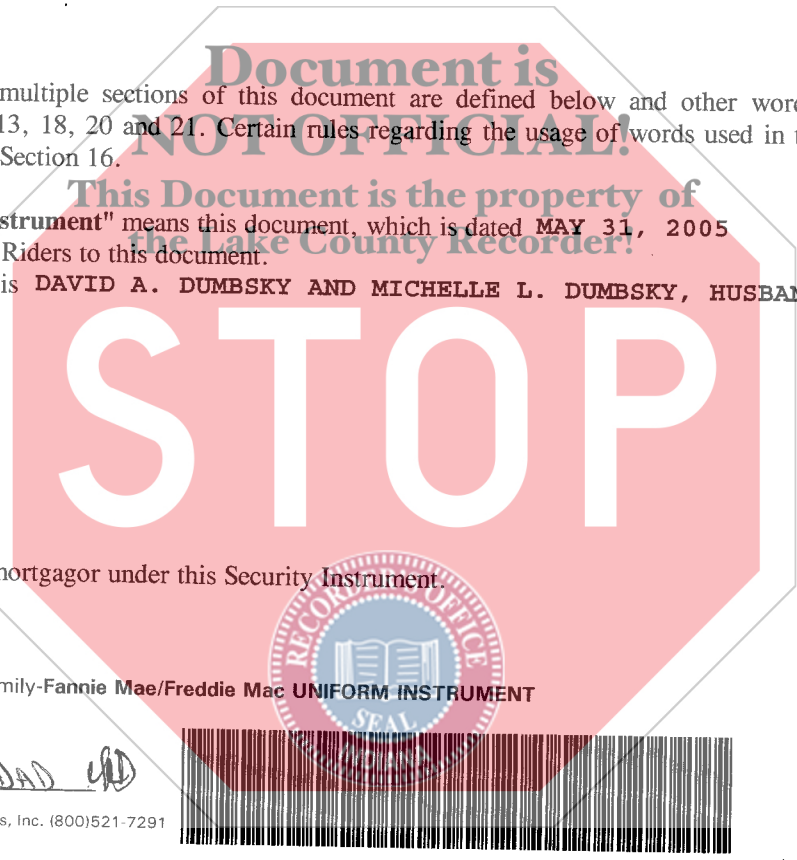 Document is
multiple sections of this document are defined below and other wor
13, 18, 20 and 21. Certain rules regarding the usage of words used in
NOT OFFICIAL!
Section 16.
This Document is the property of
strument" means this document, which is dated MAY 31, 2005
the Lake County Recorder!
Riders to this document.
is DAVID A. DUMBSKY AND MICHELLE L. DUMBSKY, HUSBAN
STOP
mortgagor under this Security Instrument.
RECORDER'S OFFICE
mily-Fannie Mae/Freddie Mac UNIFORM INSTRUMENT
SEAL
INDIANA
DAD
s, Inc. (800)521-7291